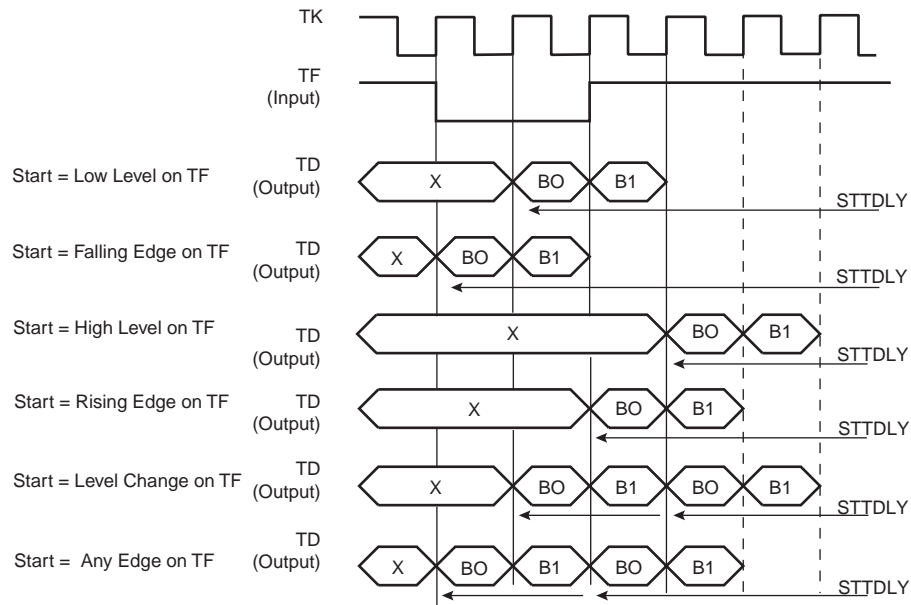 TK
TF
(Input)
Start = Low Level on TF
TD
(Output)
X
BO
B1
STTDLY
Start = Falling Edge on TF
TD
(Output)
X
BO
B1
STTDLY
Start = High Level on TF
TD
(Output)
X
BO
B1
STTDLY
Start = Rising Edge on TF
TD
(Output)
X
BO
B1
STTDLY
Start = Level Change on TF
TD
(Output)
X
BO
B1
BO
B1
STTDLY
Start = Any Edge on TF
TD
(Output)
X
BO
B1
BO
B1
STTDLY